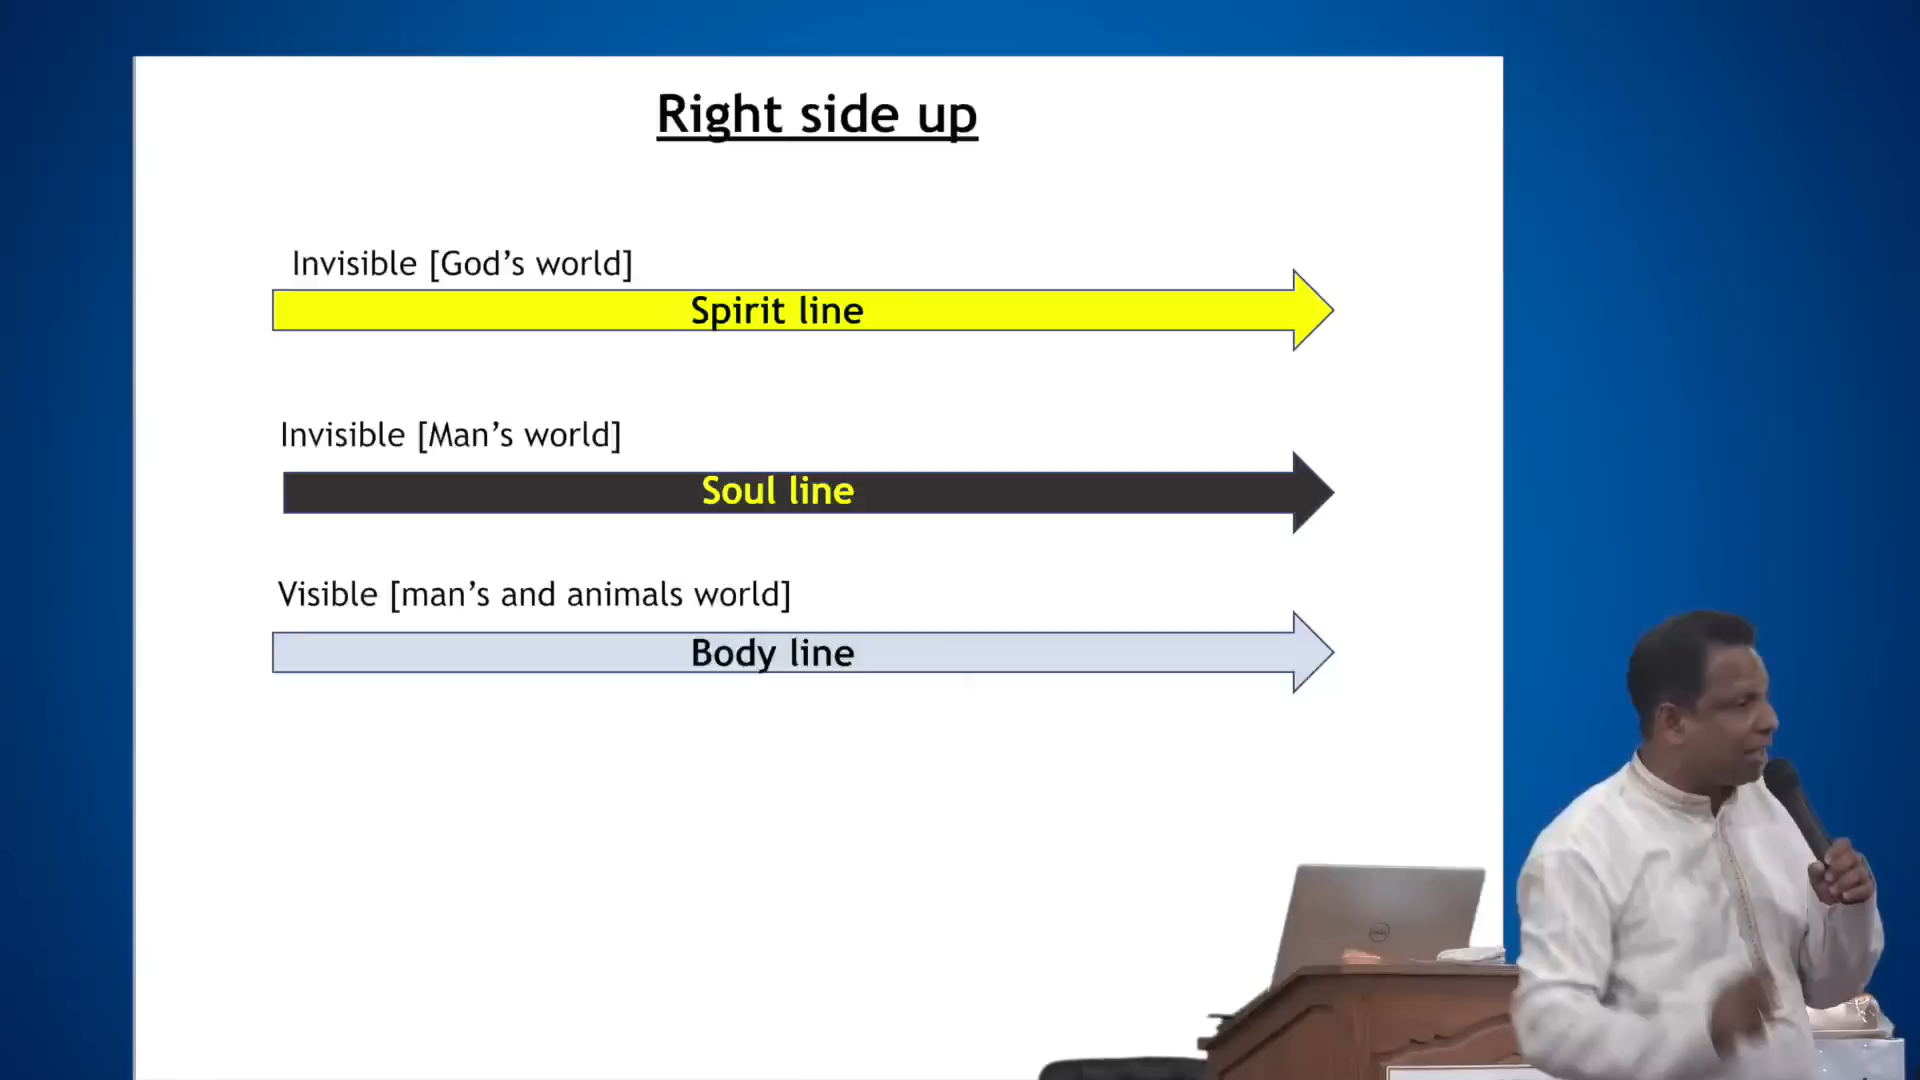 Right side up
Invisible [God's world]
Spirit line
Invisible [Man's world]
Soul line
Visible [man's and animals world]
Body line
DELL